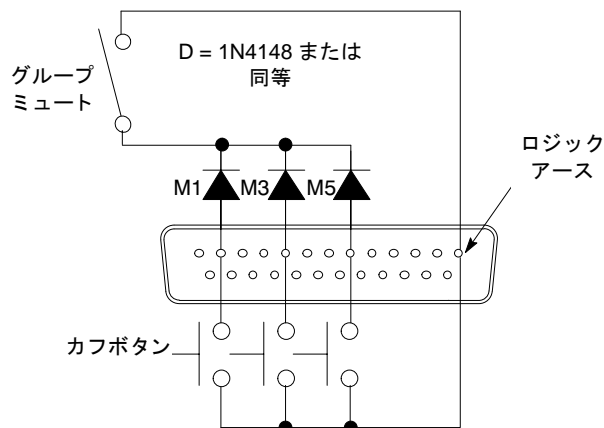 D = 1N4148 または
同等
グループ
ミュート
ロジック
アース
M1 M3 M5
カフボタン